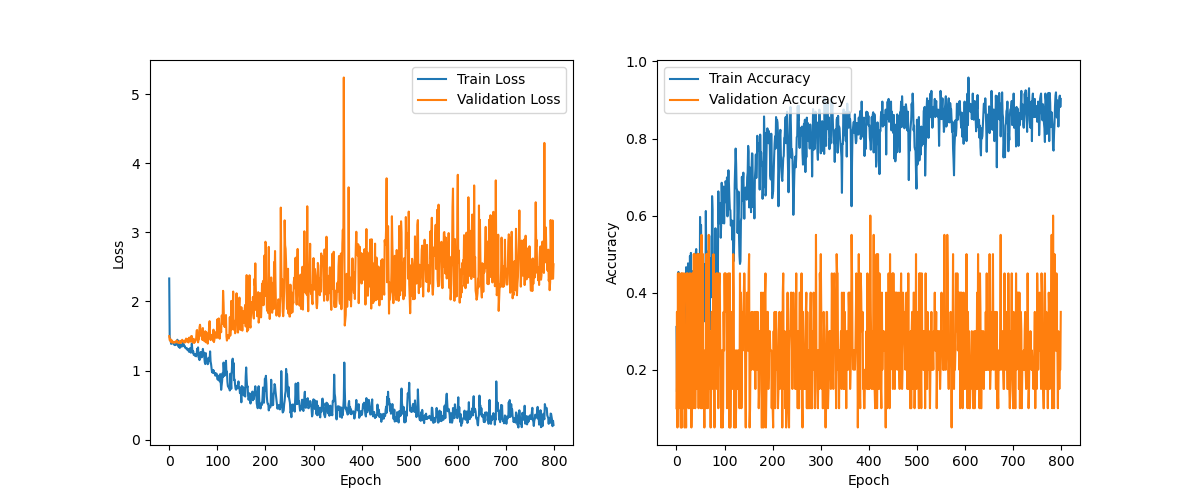 Train Loss
Validation Loss
5
4
3
2
1
0
Loss
0 100 200 300 400 500 600 700 800
Epoch
Train Accuracy
Validation Accuracy
1.0
0.8
0.6
0.4
0.2
Accuracy
0 100 200 300 400 500 600 700 800
Epoch